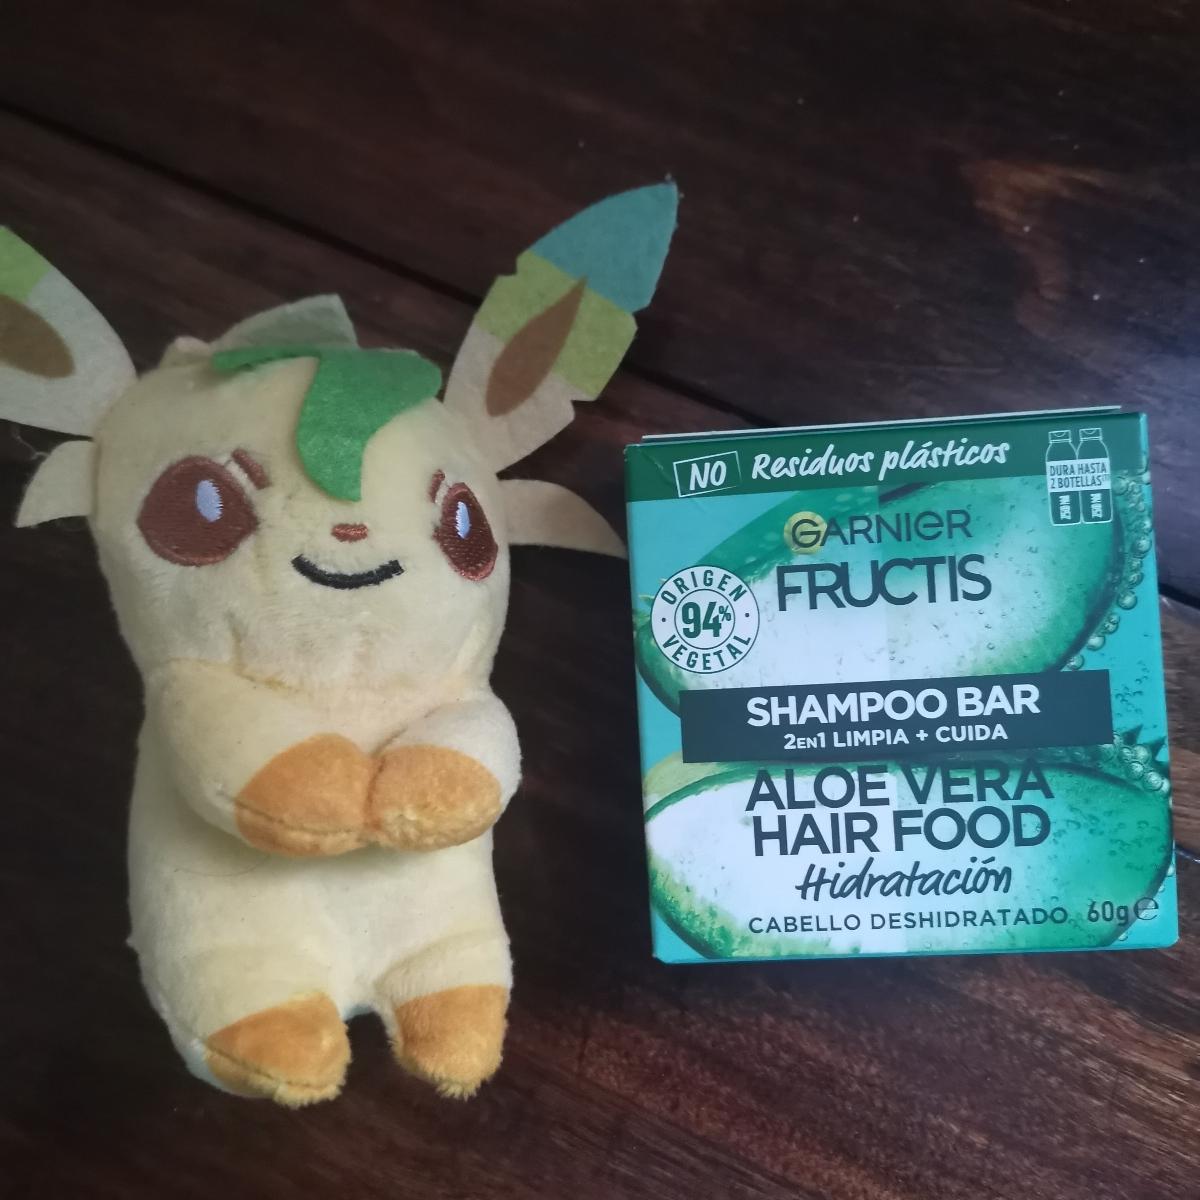 NO Residuos plásticos
DURA HASTA
2 BOTELLAS
GARNIER
FRUCTIS
ORIGEN
94%
VEGETAL
SHAMPOO BAR
2EN1 LIMPIA + CUIDA
ALOE VERA
HAIR FOOD
Hidratación
CABELLO DESHIDRATADO 60g e